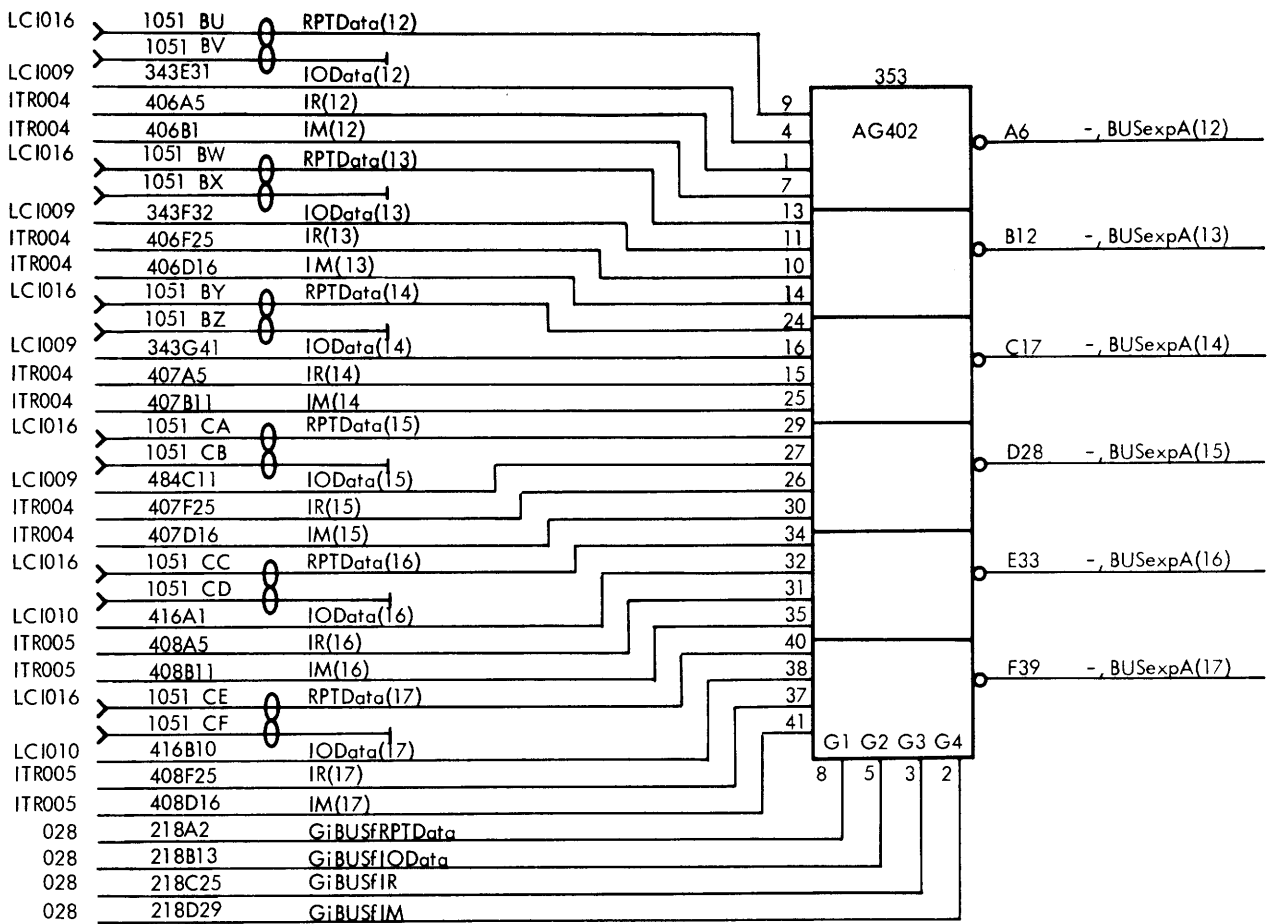 LCI016 1051 BU RPTData(12)
1051 BV
LCI009 343E31 IOData(12)
353
ITR004 406A5 IR(12) 9
ITR004 406B1 IM(12) 4 AG402 A6 -, BUSexpA(12)
LCI016 1051 BW RPTData(13) 1
1051 BX 7
LCI009 343F32 IOData(13) 13
ITR004 406F25 IR(13) 11 B12 -, BUSexpA(13)
ITR004 406D16 IM(13) 10
LCI016 1051 BY RPTData(14) 14
1051 BZ 24
LCI009 343G41 IOData(14) 16 C17 -, BUSexpA(14)
ITR004 407A5 IR(14) 15
ITR004 407B11 IM(14 25
LCI016 1051 CA RPTData(15) 29
1051 CB 27 D28 -, BUSexpA(15)
LCI009 484C11 IOData(15) 26
ITR004 407F25 IR(15) 30
ITR004 407D16 IM(15) 34
LCI016 1051 CC RPTData(16) 32 E33 -, BUSexpA(16)
1051 CD 31
LCI010 416A1 IOData(16) 35
ITR005 408A5 IR(16) 40
ITR005 408B11 IM(16) 38 F39 -, BUSexpA(17)
LCI016 1051 CE RPTData(17) 37
1051 CF 41
G1 G2 G3 G4
LCI010 416B10 IOData(17)
ITR005 408F25 IR(17) 8 5 3 2
ITR005 408D16 IM(17)
028 218A2 GiBUSfRPTData
028 218B13 GiBUSfIOData
028 218C25 GiBUSfIR
028 218D29 GiBUSfIM